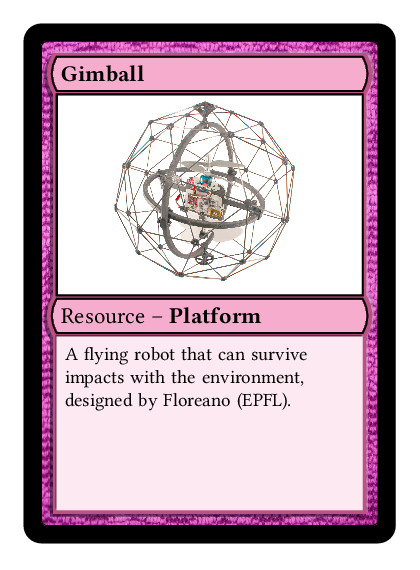 Gimball
Resource – Platform
A flying robot that can survive
impacts with the environment,
designed by Floreano (EPFL).